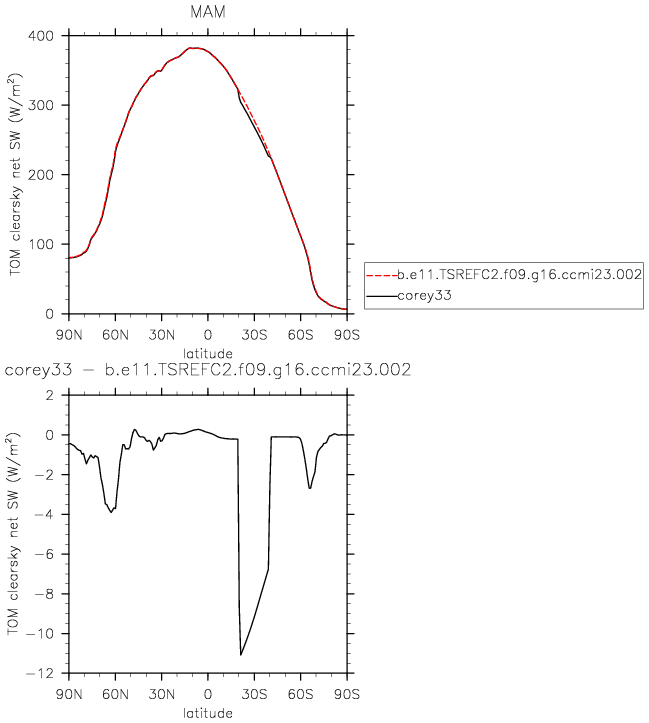 MAM
TOM clearsky net SW (W/m²)
400
300
200
100
0
90N 60N 30N 0 30S 60S 90S
latitude
b.e11.TSREFC2.f09.g16.ccmi23.002
corey33
corey33 − b.e11.TSREFC2.f09.g16.ccmi23.002
TOM clearsky net SW (W/m²)
2
0
−2
−4
−6
−8
−10
−12
90N 60N 30N 0 30S 60S 90S
latitude